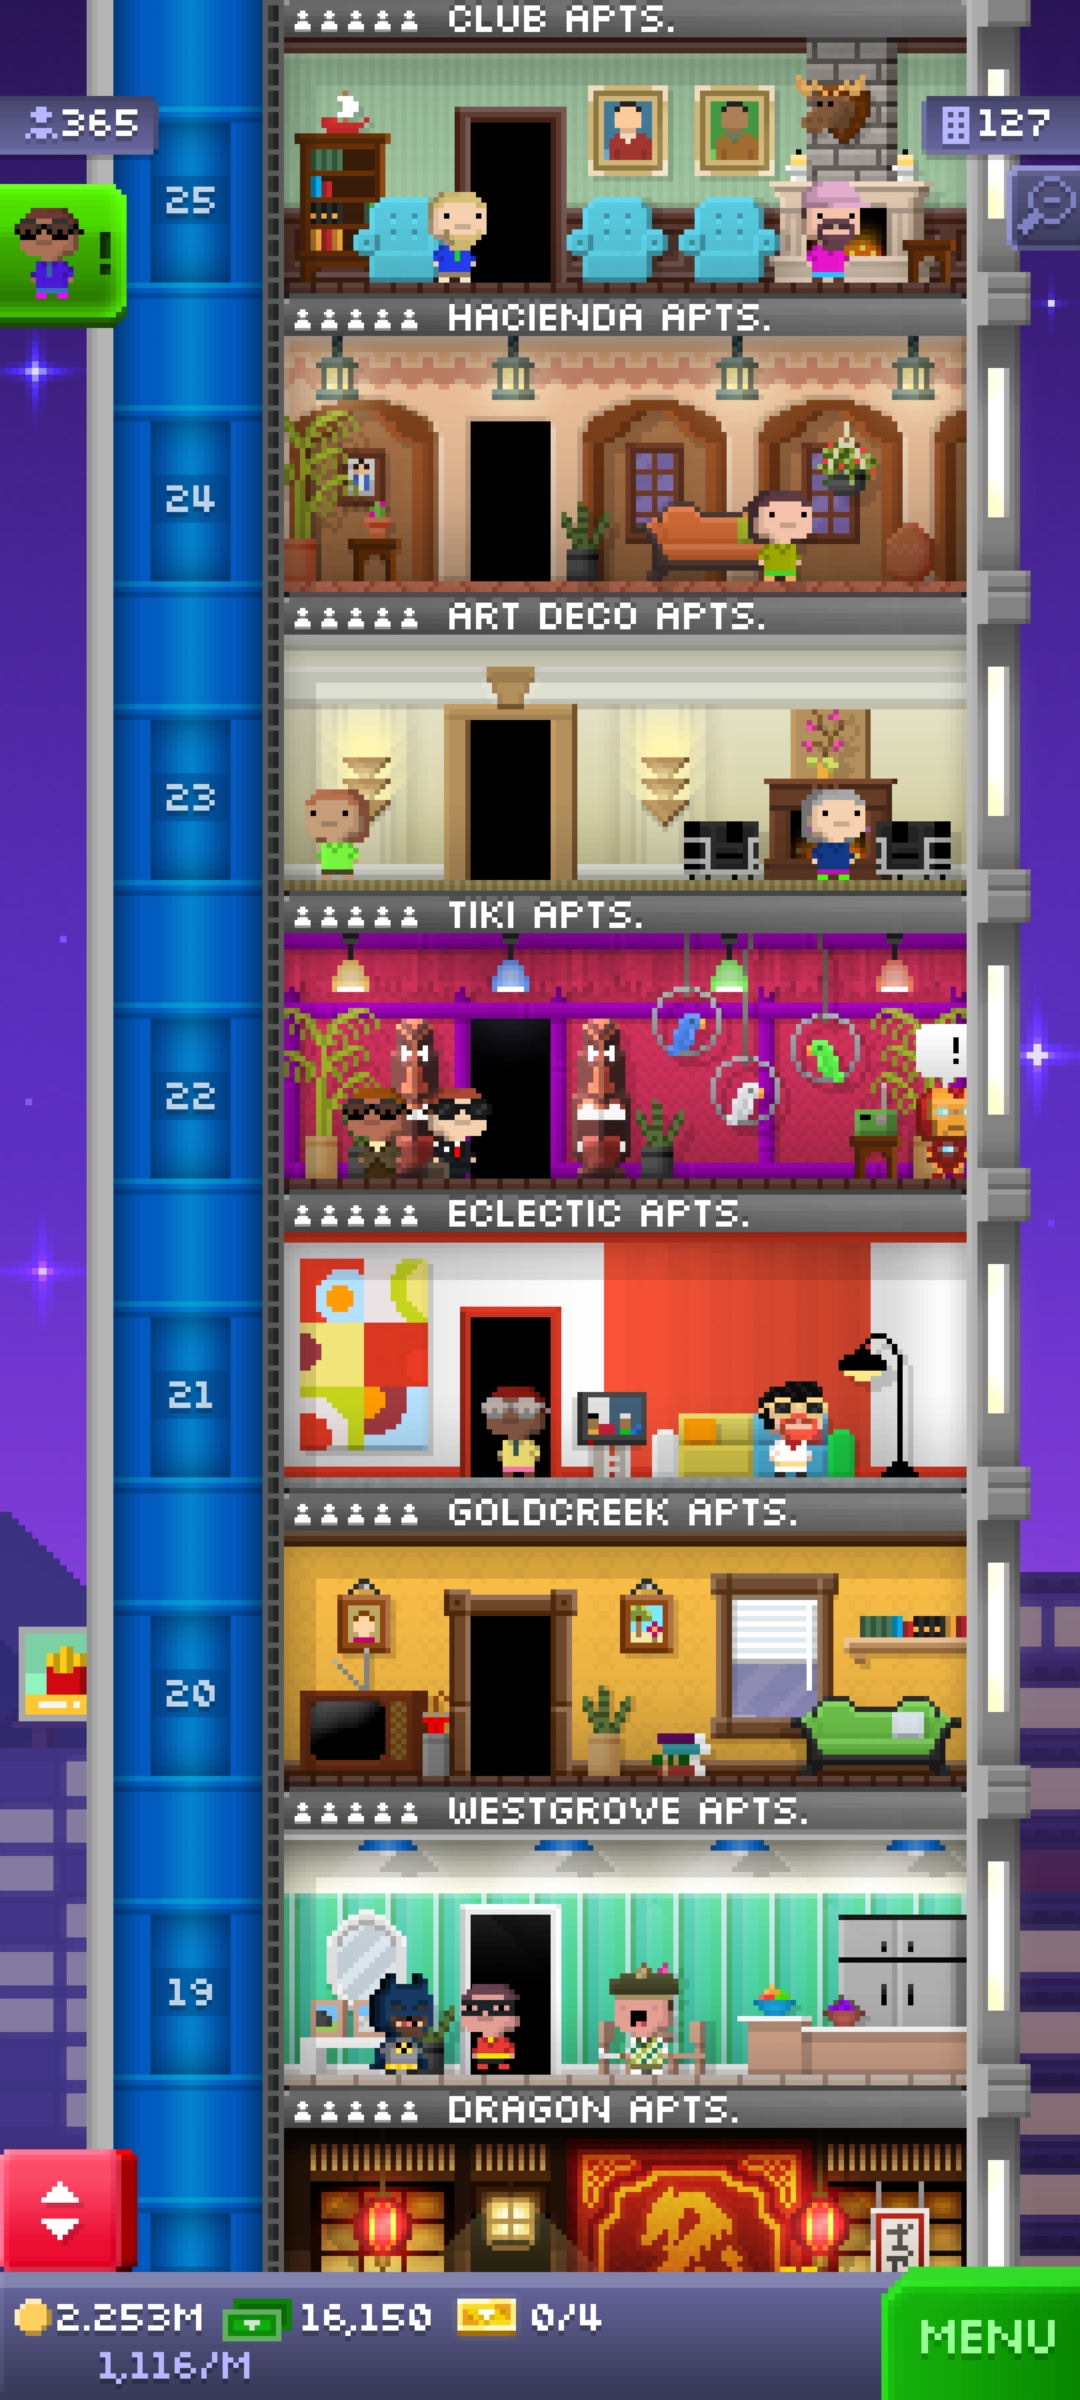 CLUB APTS.
365
127
25
!
HACIENDA APTS.
24
ART DECO APTS.
23
TIKI APTS.
!
22
ECLECTIC APTS.
21
GOLDCREEK APTS.
20
WESTGROVE APTS.
19
DRAGON APTS.
2.253M 16,150 0/4
1,116/M
MENU